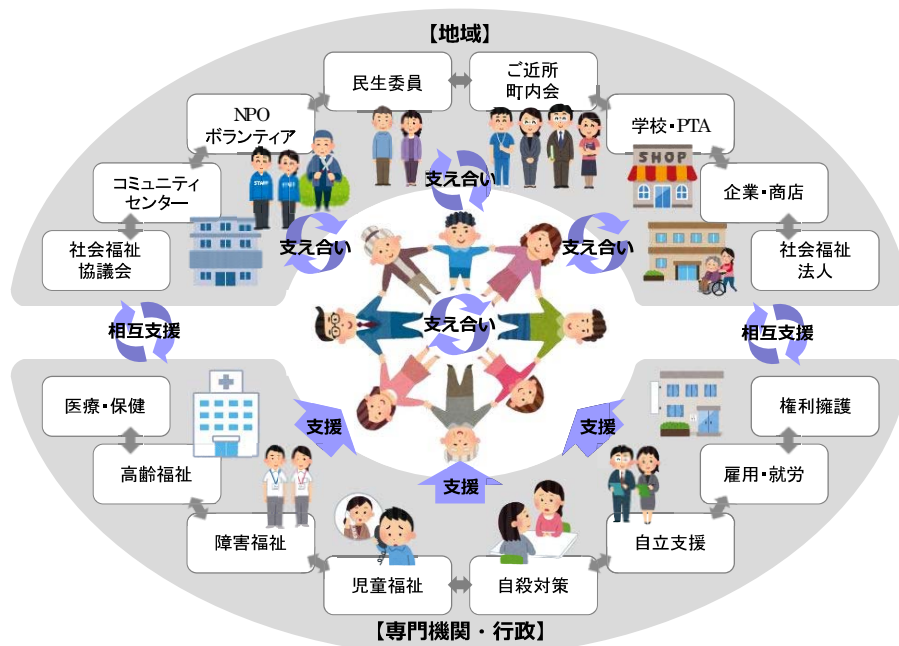 【地域】
民生委員
ご近所
町内会
NPO
ボランティア
学校・PTA
コミュニティ
センター
企業・商店
社会福祉
協議会
社会福祉
法人
SHOP
STAFF
STAFF
支え合い
支え合い
支え合い
支え合い
相互支援
相互支援
医療・保健
権利擁護
高齢福祉
雇用・就労
障害福祉
自立支援
児童福祉
自殺対策
支援
支援
支援
【専門機関・行政】